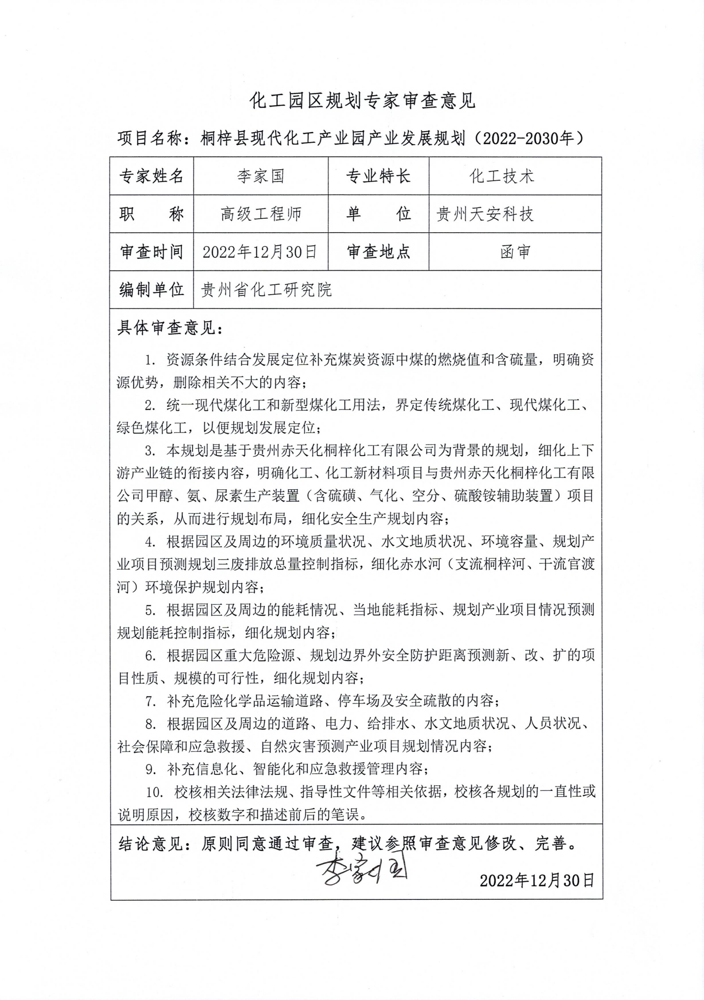 化工园区规划专家审查意见
项目名称：桐梓县现代化工产业园产业发展规划（2022-2030年）
专家姓名 李家国 专业特长 化工技术
职 称 高级工程师 单 位 贵州天安科技
审查时间 2022年12月30日 审查地点 函审
编制单位 贵州省化工研究院
具体审查意见：
1. 资源条件结合发展定位补充煤炭资源中煤的燃烧值和含硫量，明确资
源优势，删除相关不大的内容；
2. 统一现代煤化工和新型煤化工用法，界定传统煤化工、现代煤化工、
绿色煤化工，以便规划发展定位；
3. 本规划是基于贵州赤天化桐梓化工有限公司为背景的规划，细化上下
游产业链的衔接内容，明确化工、化工新材料项目与贵州赤天化桐梓化工有限
公司甲醇、氨、尿素生产装置（含硫磺、气化、空分、硫酸铵辅助装置）项目
的关系，从而进行规划布局，细化安全生产规划内容；
4. 根据园区及周边的环境质量状况、水文地质状况、环境容量、规划产
业项目预测规划三废排放总量控制指标，细化赤水河（支流桐梓河、干流官渡
河）环境保护规划内容；
5. 根据园区及周边的能耗情况、当地能耗指标、规划产业项目情况预测
规划能耗控制指标，细化规划内容；
6. 根据园区重大危险源、规划边界外安全防护距离预测新、改、扩的项
目性质、规模的可行性，细化规划内容；
7. 补充危险化学品运输道路、停车场及安全疏散的内容；
8. 根据园区及周边的道路、电力、给排水、水文地质状况、人员状况、
社会保障和应急救援、自然灾害预测产业项目规划情况内容；
9. 补充信息化、智能化和应急救援管理内容；
10. 校核相关法律法规、指导性文件等相关依据，校核各规划的一直性或
说明原因，校核数字和描述前后的笔误。
结论意见：原则同意通过审查，建议参照审查意见修改、完善。
李家国
2022年12月30日